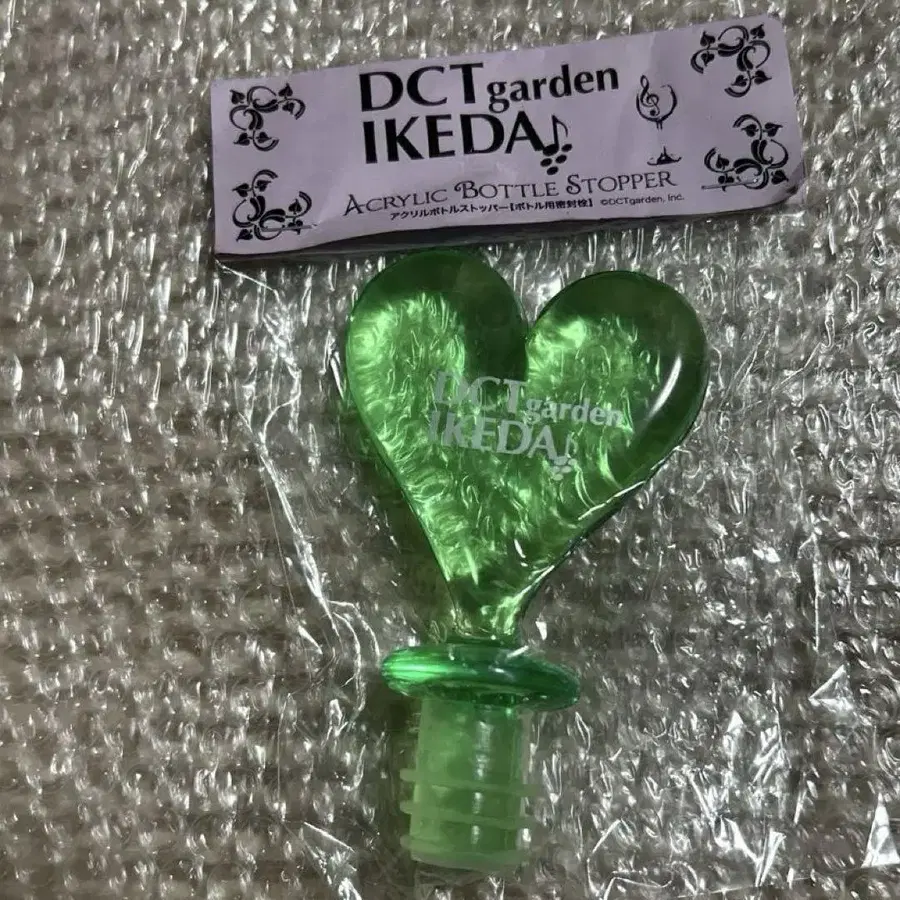 DCTgarden
IKEDA
ACRYLIC BOTTLE STOPPER
アクリルボトルストッパー【ボトル用密封栓】 ©DCTgarden, Inc.
DCTgarden
IKEDA